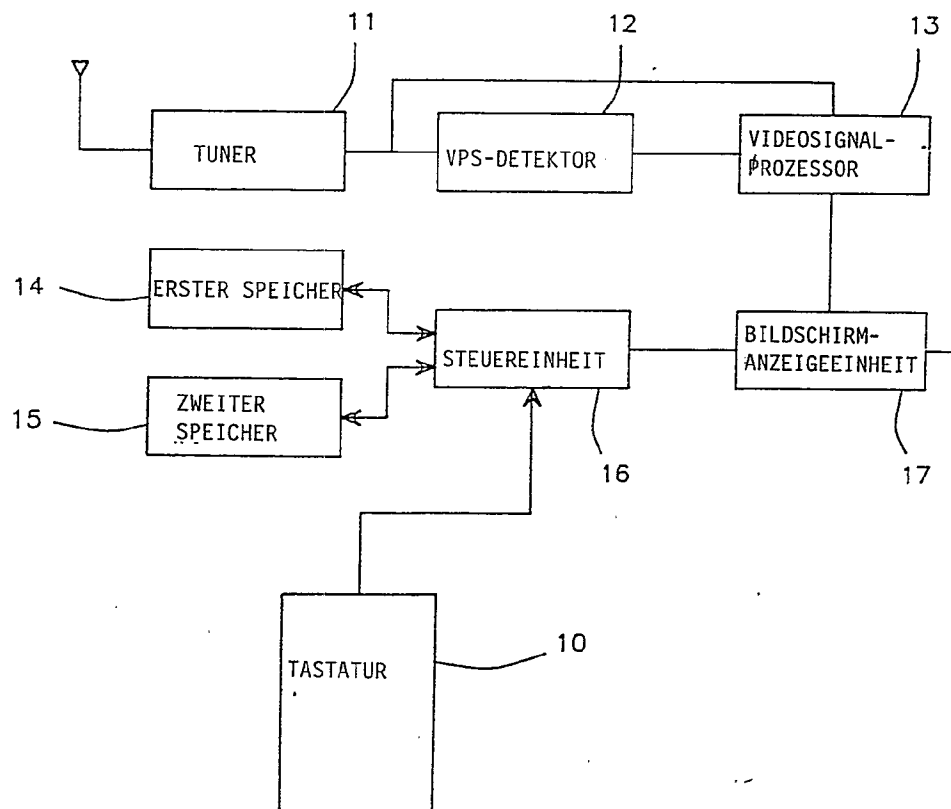 11
12
13
TUNER
VPS-DETEKTOR
VIDEOSIGNAL-
PROZESSOR
14
ERSTER SPEICHER
STEUEREINHEIT
BILDSCHIRM-
ANZEIGEEINHEIT
15
ZWEITER
SPEICHER
16
17
TASTATUR
10